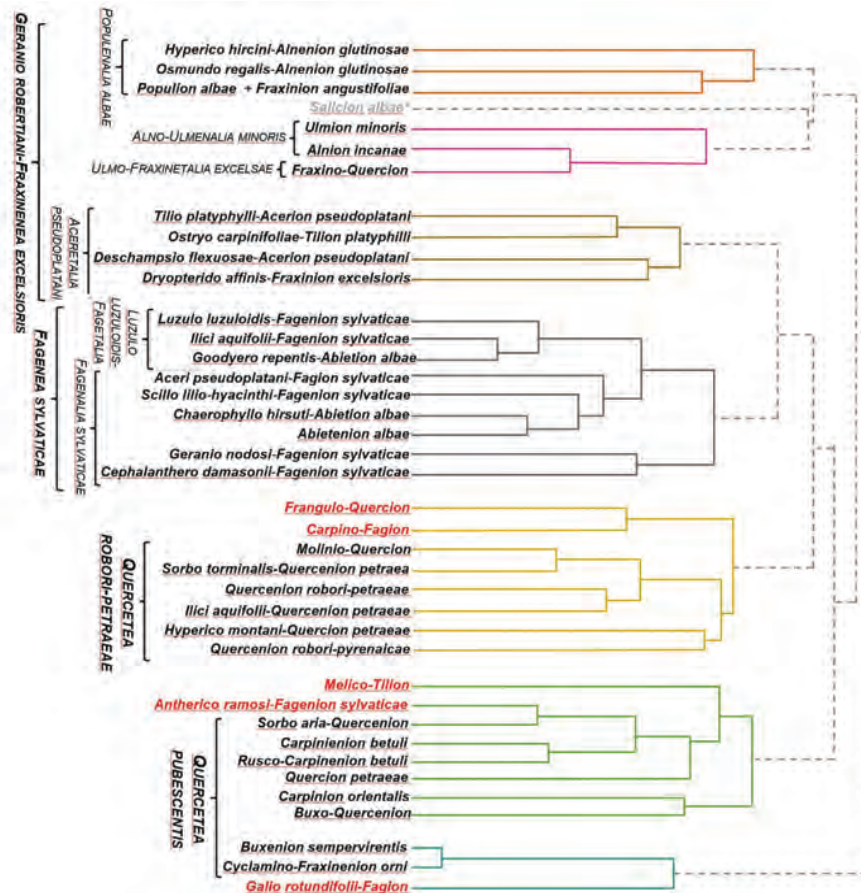 GERANIO ROBERTIANI-FRAXINENEA EXCELSIORIS
POPULENALIA ALBAE
Hyperico hircini-Alnenion glutinosae
Osmundo regalis-Alnenion glutinosae
Populion albae + Fraxinion angustifoliae
Salicion albae*
ALNO-ULMENALIA MINORIS
Ulmion minoris
Alnion incanae
ULMO-FRAXINETALIA EXCELSAE
Fraxino-Quercion
ACERETALIA
PSEUDOPLATANI
Tilio platyphylli-Acerion pseudoplatani
Ostryo carpinifoliae-Tilion platyphilli
Deschampsio flexuosae-Acerion pseudoplatani
Dryopterido affinis-Fraxinion excelsioris
FAGENEA SYLVATICAE
LUZULO
LUZULOIDIS-
FAGETALIA
Luzulo luzuloidis-Fagenion sylvaticae
Ilici aquifolii-Fagenion sylvaticae
Goodyero repentis-Abietion albae
FAGENALIA SYLVATICAE
Aceri pseudoplatani-Fagion sylvaticae
Scillo lilio-hyacinthi-Fagenion sylvaticae
Chaerophyllo hirsuti-Abietion albae
Abietenion albae
Geranio nodosi-Fagenion sylvaticae
Cephalanthero damasonii-Fagenion sylvaticae
Frangulo-Quercion
Carpino-Fagion
QUERCETEA
ROBORI-PETRAEAE
Molinio-Quercion
Sorbo torminalis-Quercenion petraea
Quercenion robori-petraeae
Ilici aquifolii-Quercenion petraeae
Hyperico montani-Quercion petraeae
Quercenion robori-pyrenaicae
Melico-Tilion
Antherico ramosi-Fagenion sylvaticae
QUERCETEA
PUBESCENTIS
Sorbo aria-Quercenion
Carpinienion betuli
Rusco-Carpinenion betuli
Quercion petraeae
Carpinion orientalis
Buxo-Quercenion
Buxenion sempervirentis
Cyclamino-Fraxinenion orni
Galio rotundifolii-Fagion